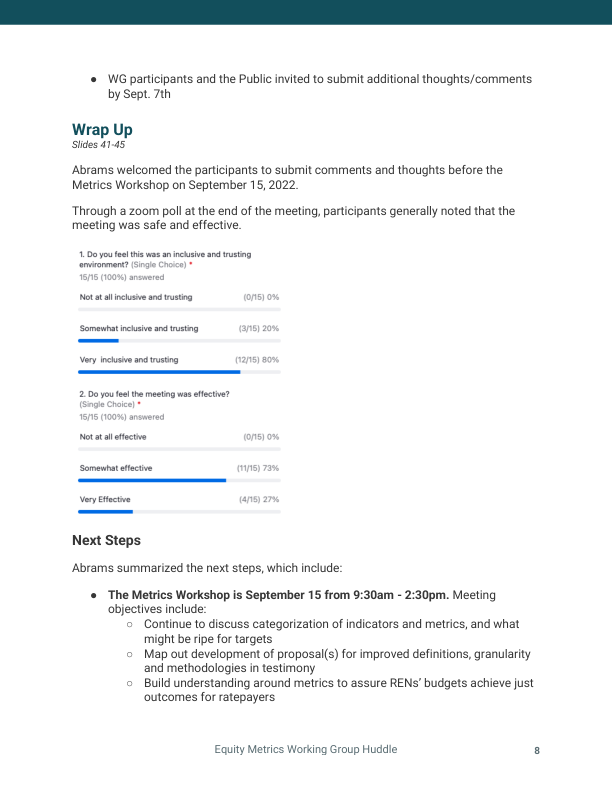 ● WG participants and the Public invited to submit additional thoughts/comments
by Sept. 7th
Wrap Up
Slides 41-45
Abrams welcomed the participants to submit comments and thoughts before the
Metrics Workshop on September 15, 2022.
Through a zoom poll at the end of the meeting, participants generally noted that the
meeting was safe and effective.
1. Do you feel this was an inclusive and trusting
environment? (Single Choice) *
15/15 (100%) answered
Not at all inclusive and trusting (0/15) 0%
Somewhat inclusive and trusting (3/15) 20%
Very inclusive and trusting (12/15) 80%
2. Do you feel the meeting was effective?
(Single Choice) *
15/15 (100%) answered
Not at all effective (0/15) 0%
Somewhat effective (11/15) 73%
Very Effective (4/15) 27%
Next Steps
Abrams summarized the next steps, which include:
● The Metrics Workshop is September 15 from 9:30am - 2:30pm. Meeting
objectives include:
○ Continue to discuss categorization of indicators and metrics, and what
might be ripe for targets
○ Map out development of proposal(s) for improved definitions, granularity
and methodologies in testimony
○ Build understanding around metrics to assure RENs' budgets achieve just
outcomes for ratepayers
Equity Metrics Working Group Huddle 8